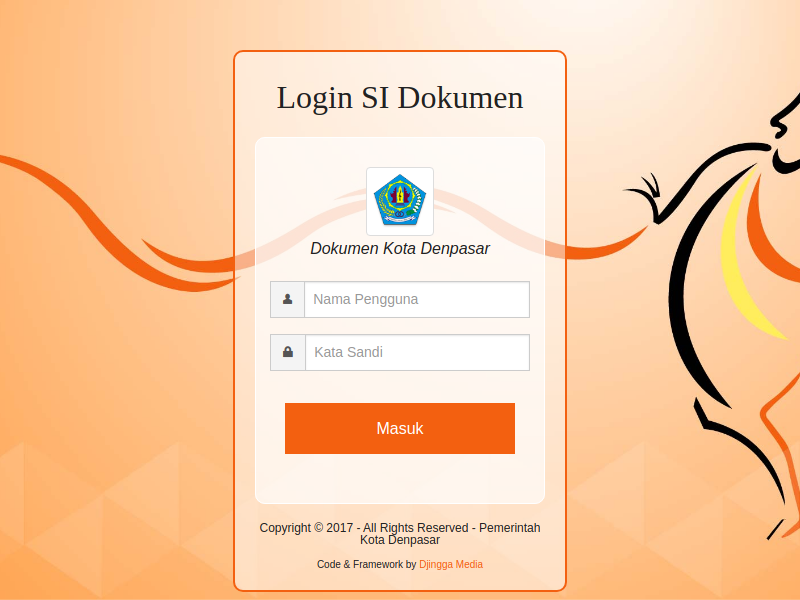 Login SI Dokumen
Dokumen Kota Denpasar
Nama Pengguna
Kata Sandi
Masuk
Copyright © 2017 - All Rights Reserved - Pemerintah
Kota Denpasar
Code & Framework by Djingga Media